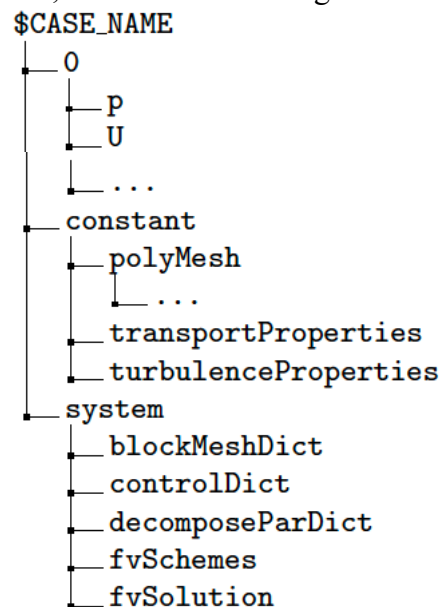 $CASE_NAME
0
p
U
...
constant
polyMesh
...
transportProperties
turbulenceProperties
system
blockMeshDict
controlDict
decomposeParDict
fvSchemes
fvSolution